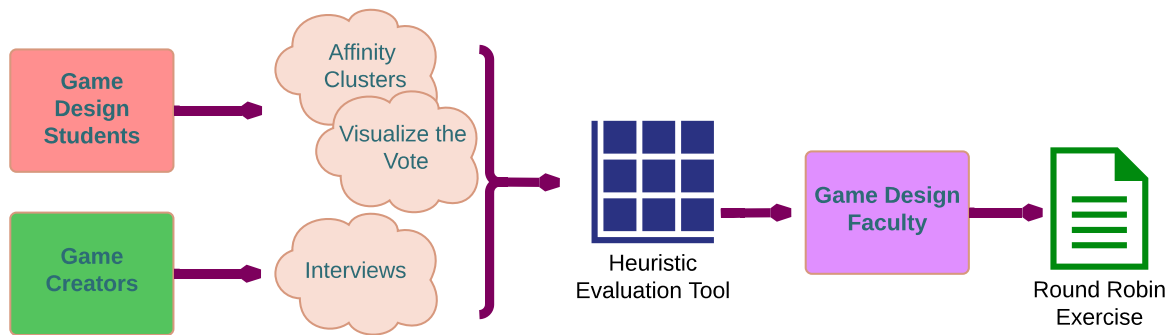 Game
Design
Students
Affinity
Clusters
Visualize the
Vote
Game
Creators
Interviews
Heuristic
Evaluation Tool
Game Design
Faculty
Round Robin
Exercise